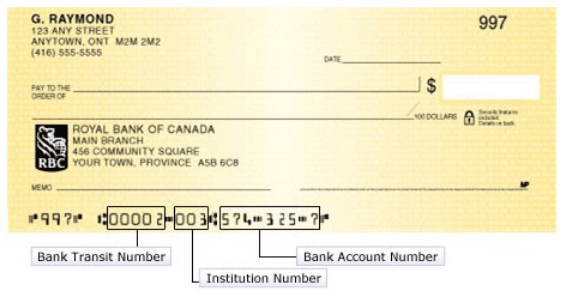 G. RAYMOND
123 ANY STREET
ANYTOWN, ONT M2M 2M2
(416) 555-5555
997
DATE
PAY TO THE
ORDER OF
$
100 DOLLARS
Security features
included.
Details on back.
RBC
ROYAL BANK OF CANADA
MAIN BRANCH
456 COMMUNITY SQUARE
YOUR TOWN, PROVINCE A5B 6C8
MEMO
MP
⑈997⑈ ⑆00002⑉003⑆ 574⑉325⑉7⑈
Bank Transit Number
Institution Number
Bank Account Number